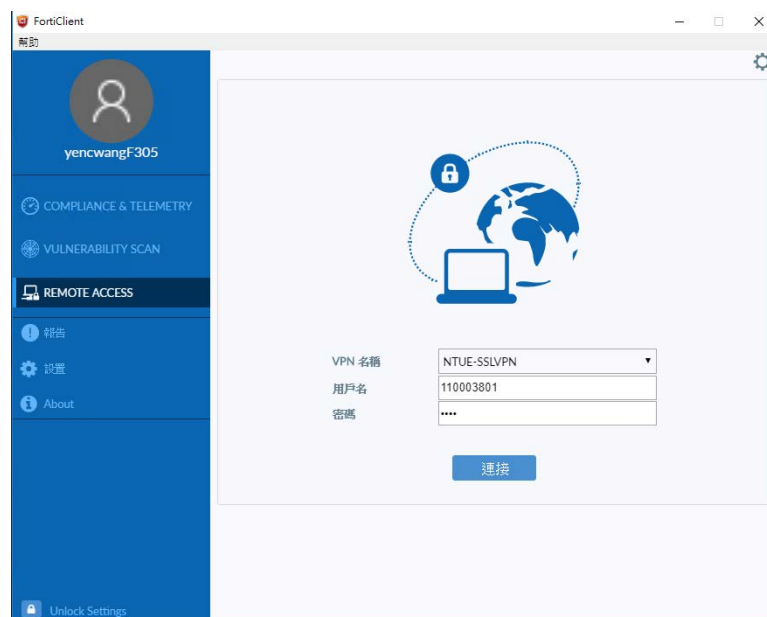 FortiClient
幫助
yencwangF305
COMPLIANCE & TELEMETRY
VULNERABILITY SCAN
REMOTE ACCESS
報告
設置
About
Unlock Settings
VPN 名稱
NTUE-SSLVPN
用戶名
110003801
密碼
••••
連接